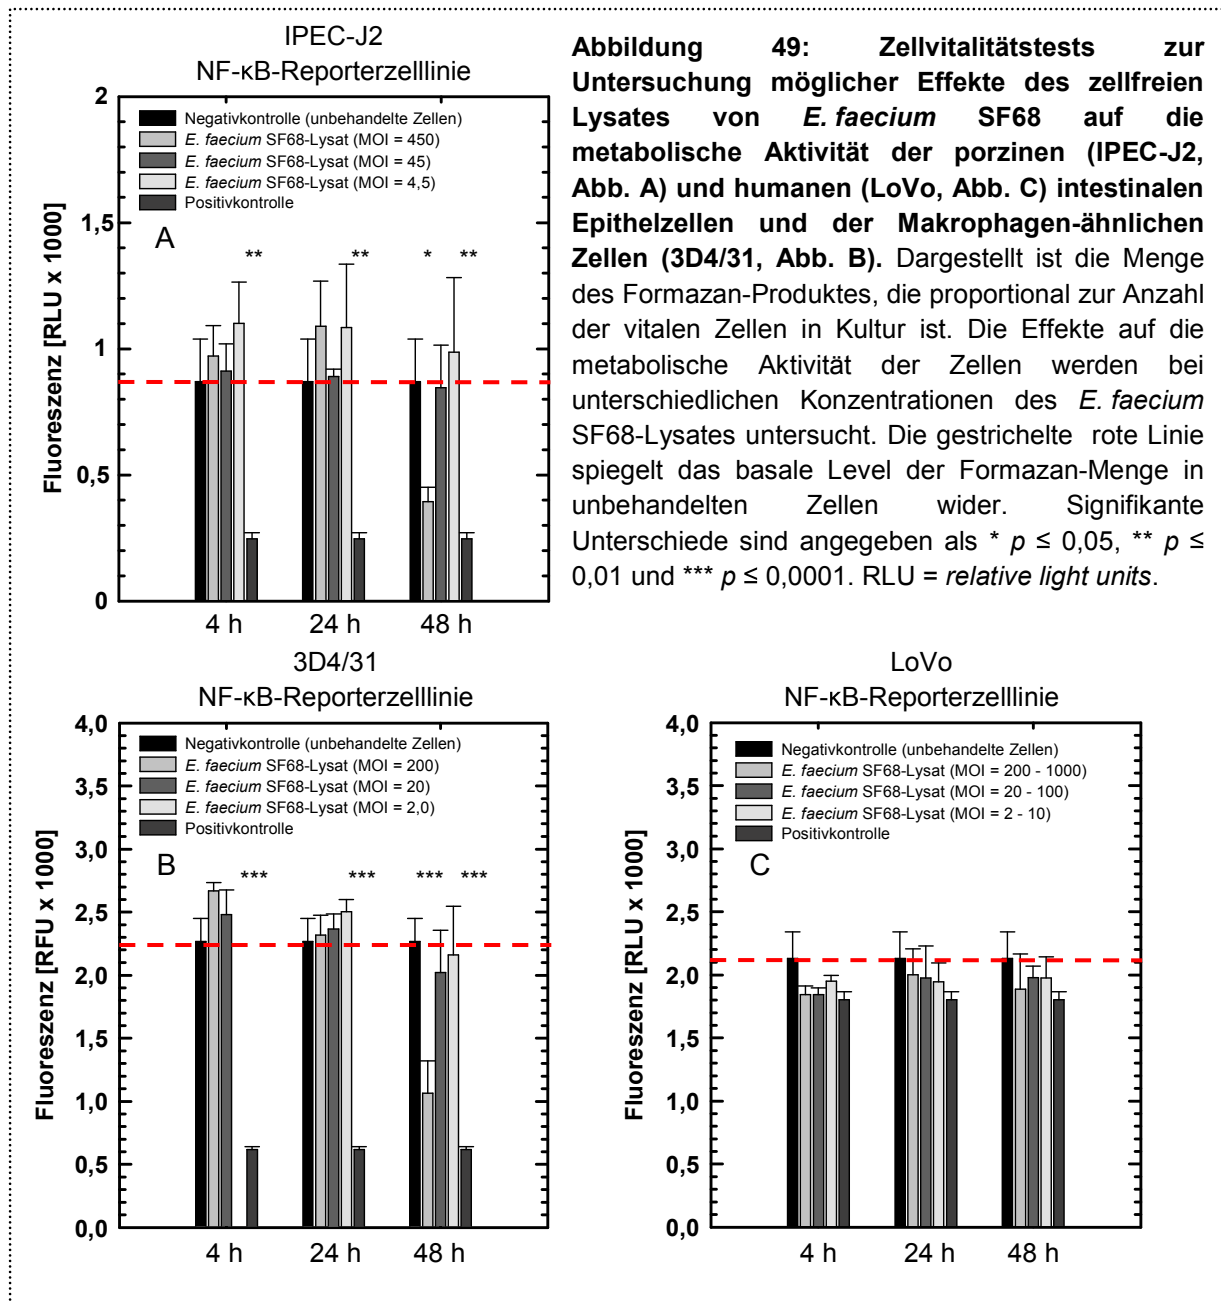 IPEC-J2
NF-κB-Reporterzelllinie
2
1,5
1
0,5
0
Fluoreszenz [RLU x 1000]
Negativkontrolle (unbehandelte Zellen)
E. faecium SF68-Lysat (MOI = 450)
E. faecium SF68-Lysat (MOI = 45)
E. faecium SF68-Lysat (MOI = 4,5)
Positivkontrolle
A
** ** * **
4 h 24 h 48 h
Abbildung 49: Zellvitalitätstests zur
Untersuchung möglicher Effekte des zellfreien
Lysates von E. faecium SF68 auf die
metabolische Aktivität der porzinen (IPEC-J2,
Abb. A) und humanen (LoVo, Abb. C) intestinalen
Epithelzellen und der Makrophagen-ähnlichen
Zellen (3D4/31, Abb. B). Dargestellt ist die Menge
des Formazan-Produktes, die proportional zur Anzahl
der vitalen Zellen in Kultur ist. Die Effekte auf die
metabolische Aktivität der Zellen werden bei
unterschiedlichen Konzentrationen des E. faecium
SF68-Lysates untersucht. Die gestrichelte rote Linie
spiegelt das basale Level der Formazan-Menge in
unbehandelten Zellen wider. Signifikante
Unterschiede sind angegeben als * p ≤ 0,05, ** p ≤
0,01 und *** p ≤ 0,0001. RLU = relative light units.
3D4/31
NF-κB-Reporterzelllinie
4,0
3,5
3,0
2,5
2,0
1,5
1,0
0,5
0,0
Fluoreszenz [RFU x 1000]
Negativkontrolle (unbehandelte Zellen)
E. faecium SF68-Lysat (MOI = 200)
E. faecium SF68-Lysat (MOI = 20)
E. faecium SF68-Lysat (MOI = 2,0)
Positivkontrolle
B
*** *** *** ***
4 h 24 h 48 h
LoVo
NF-κB-Reporterzelllinie
4,0
3,5
3,0
2,5
2,0
1,5
1,0
0,5
0,0
Fluoreszenz [RLU x 1000]
Negativkontrolle (unbehandelte Zellen)
E. faecium SF68-Lysat (MOI = 200 - 1000)
E. faecium SF68-Lysat (MOI = 20 - 100)
E. faecium SF68-Lysat (MOI = 2 - 10)
Positivkontrolle
C
4 h 24 h 48 h